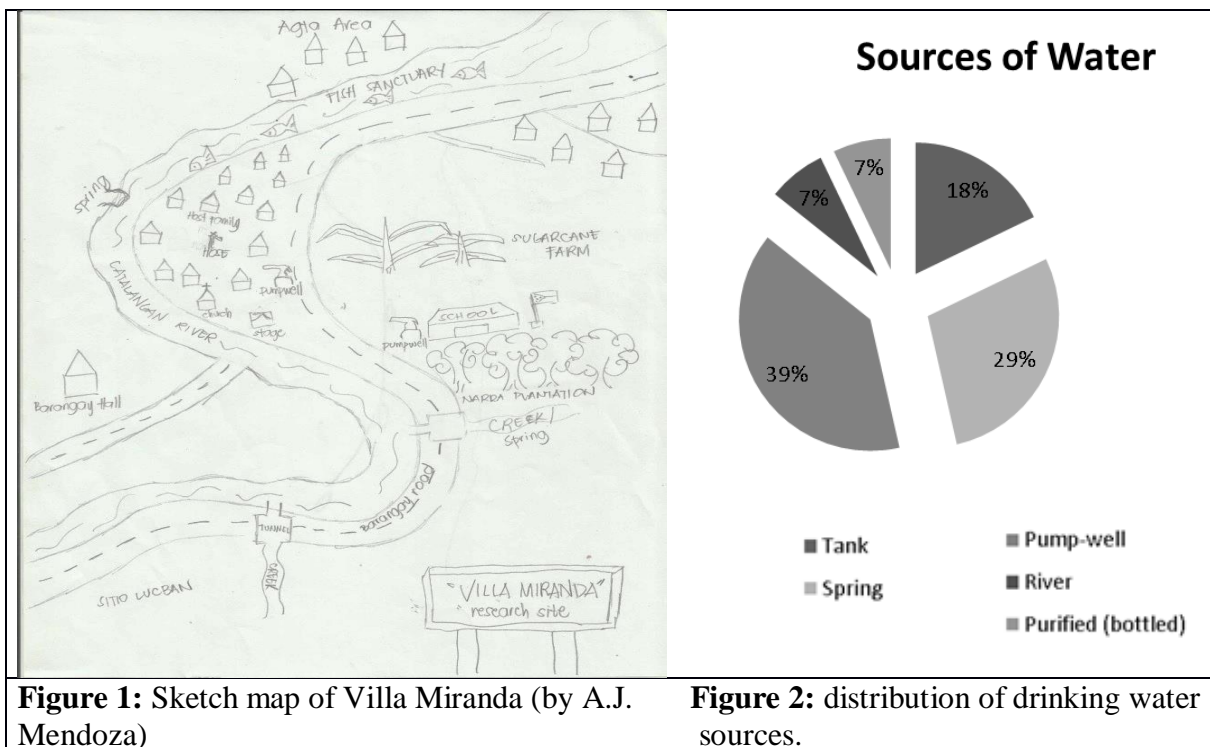 Agta Area
FISH SANCTUARY
Spring
Host family
HOSE
SUGARCANE
FARM
pumpwell
CATALANGAN RIVER
church
stage
SCHOOL
pumpwell
NARRA PLANTATION
Barangay Hall
CREEK/
Spring
Barangay road
TUNNEL
CREEK
SITIO LUCBAN
"VILLA MIRANDA"
research site
Sources of Water
7%
7%
18%
39%
29%
Tank
Spring
Pump-well
River
Purified (bottled)
Figure 1: Sketch map of Villa Miranda (by A.J.
Mendoza)
Figure 2: distribution of drinking water
sources.